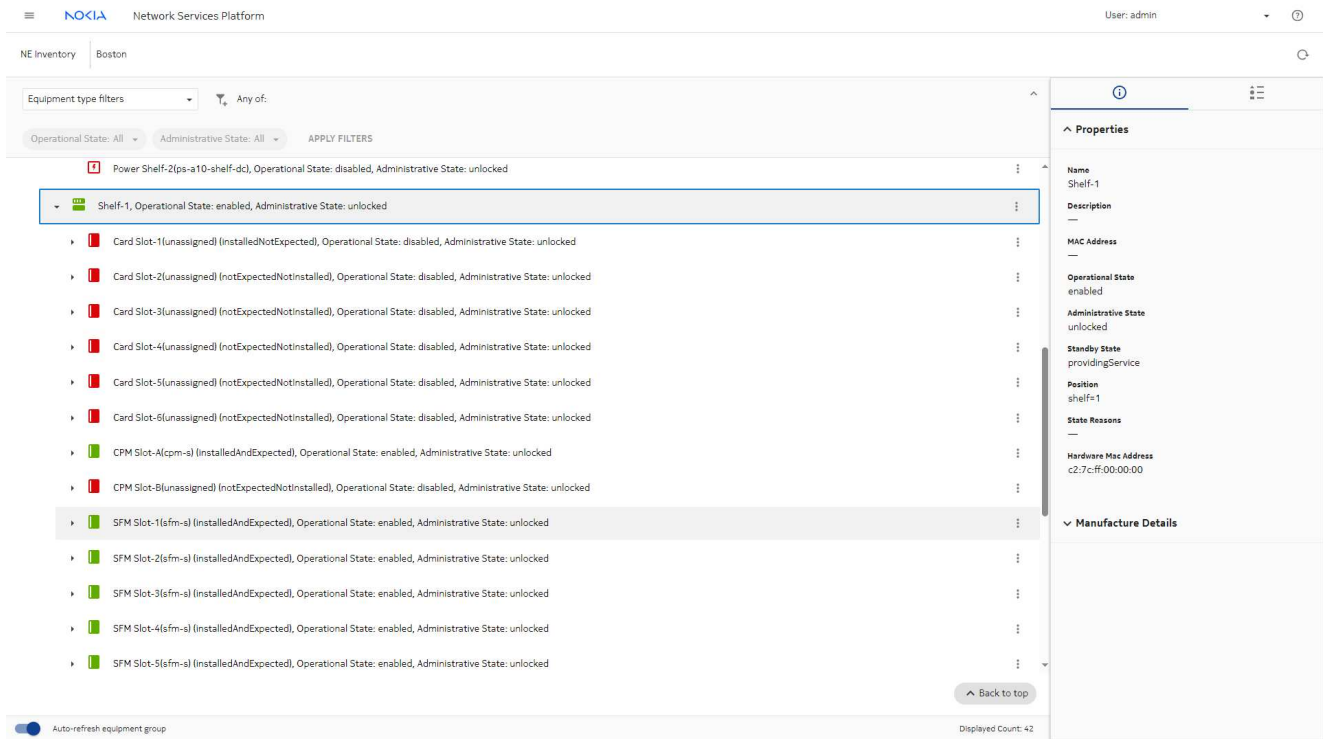 NOKIA Network Services Platform User: admin
NE Inventory Boston
Equipment type filters Any of:
Operational State: All Administrative State: All APPLY FILTERS
Power Shelf-2(ps-a10-shelf-dc), Operational State: disabled, Administrative State: unlocked
Shelf-1, Operational State: enabled, Administrative State: unlocked
Card Slot-1(unassigned) (installedNotExpected), Operational State: disabled, Administrative State: unlocked
Card Slot-2(unassigned) (notExpectedNotInstalled), Operational State: disabled, Administrative State: unlocked
Card Slot-3(unassigned) (notExpectedNotInstalled), Operational State: disabled, Administrative State: unlocked
Card Slot-4(unassigned) (notExpectedNotInstalled), Operational State: disabled, Administrative State: unlocked
Card Slot-5(unassigned) (notExpectedNotInstalled), Operational State: disabled, Administrative State: unlocked
Card Slot-6(unassigned) (notExpectedNotInstalled), Operational State: disabled, Administrative State: unlocked
CPM Slot-A(cpm-s) (installedAndExpected), Operational State: enabled, Administrative State: unlocked
CPM Slot-B(unassigned) (notExpectedNotInstalled), Operational State: disabled, Administrative State: unlocked
SFM Slot-1(sfm-s) (installedAndExpected), Operational State: enabled, Administrative State: unlocked
SFM Slot-2(sfm-s) (installedAndExpected), Operational State: enabled, Administrative State: unlocked
SFM Slot-3(sfm-s) (installedAndExpected), Operational State: enabled, Administrative State: unlocked
SFM Slot-4(sfm-s) (installedAndExpected), Operational State: enabled, Administrative State: unlocked
SFM Slot-5(sfm-s) (installedAndExpected), Operational State: enabled, Administrative State: unlocked
Back to top
Auto-refresh equipment group Displayed Count: 42
Properties
Name
Shelf-1
Description
—
MAC Address
—
Operational State
enabled
Administrative State
unlocked
Standby State
providingService
Position
shelf=1
State Reasons
—
Hardware Mac Address
c2:7c:ff:00:00:00
Manufacture Details